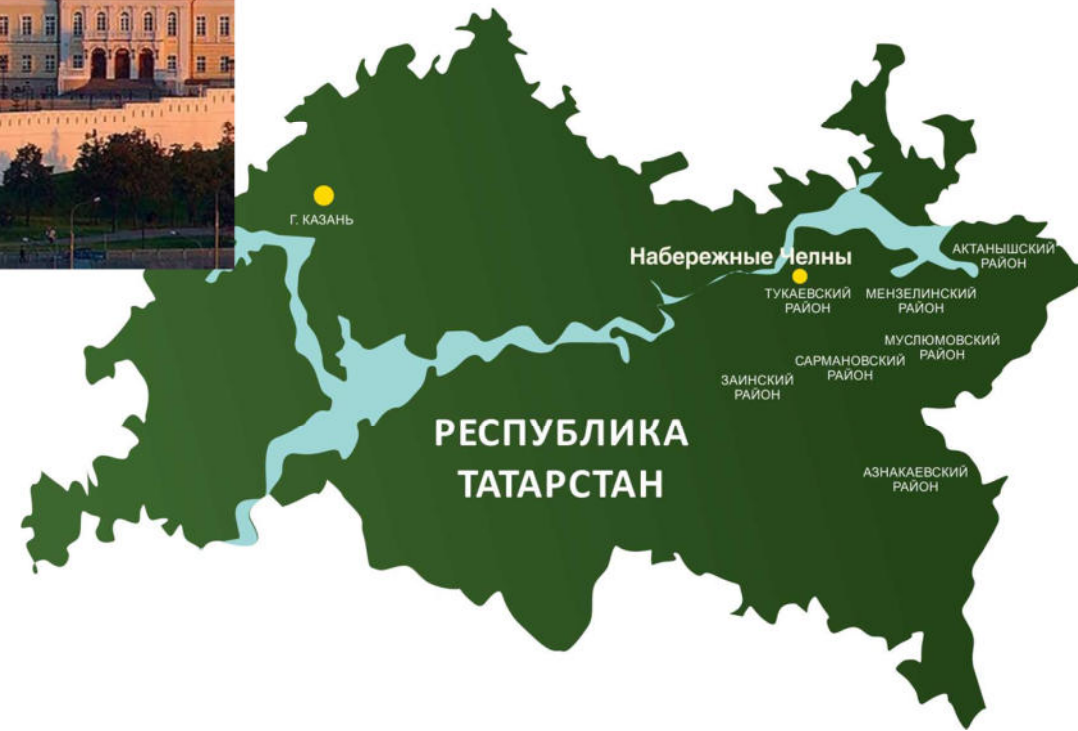 Г. КАЗАНЬ
Набережные Челны
АКТАНЫШСКИЙ
РАЙОН
ТУКАЕВСКИЙ
РАЙОН
МЕНЗЕЛИНСКИЙ
РАЙОН
МУСЛЮМОВСКИЙ
РАЙОН
САРМАНОВСКИЙ
РАЙОН
ЗАИНСКИЙ
РАЙОН
РЕСПУБЛИКА
ТАТАРСТАН
АЗНАКАЕВСКИЙ
РАЙОН